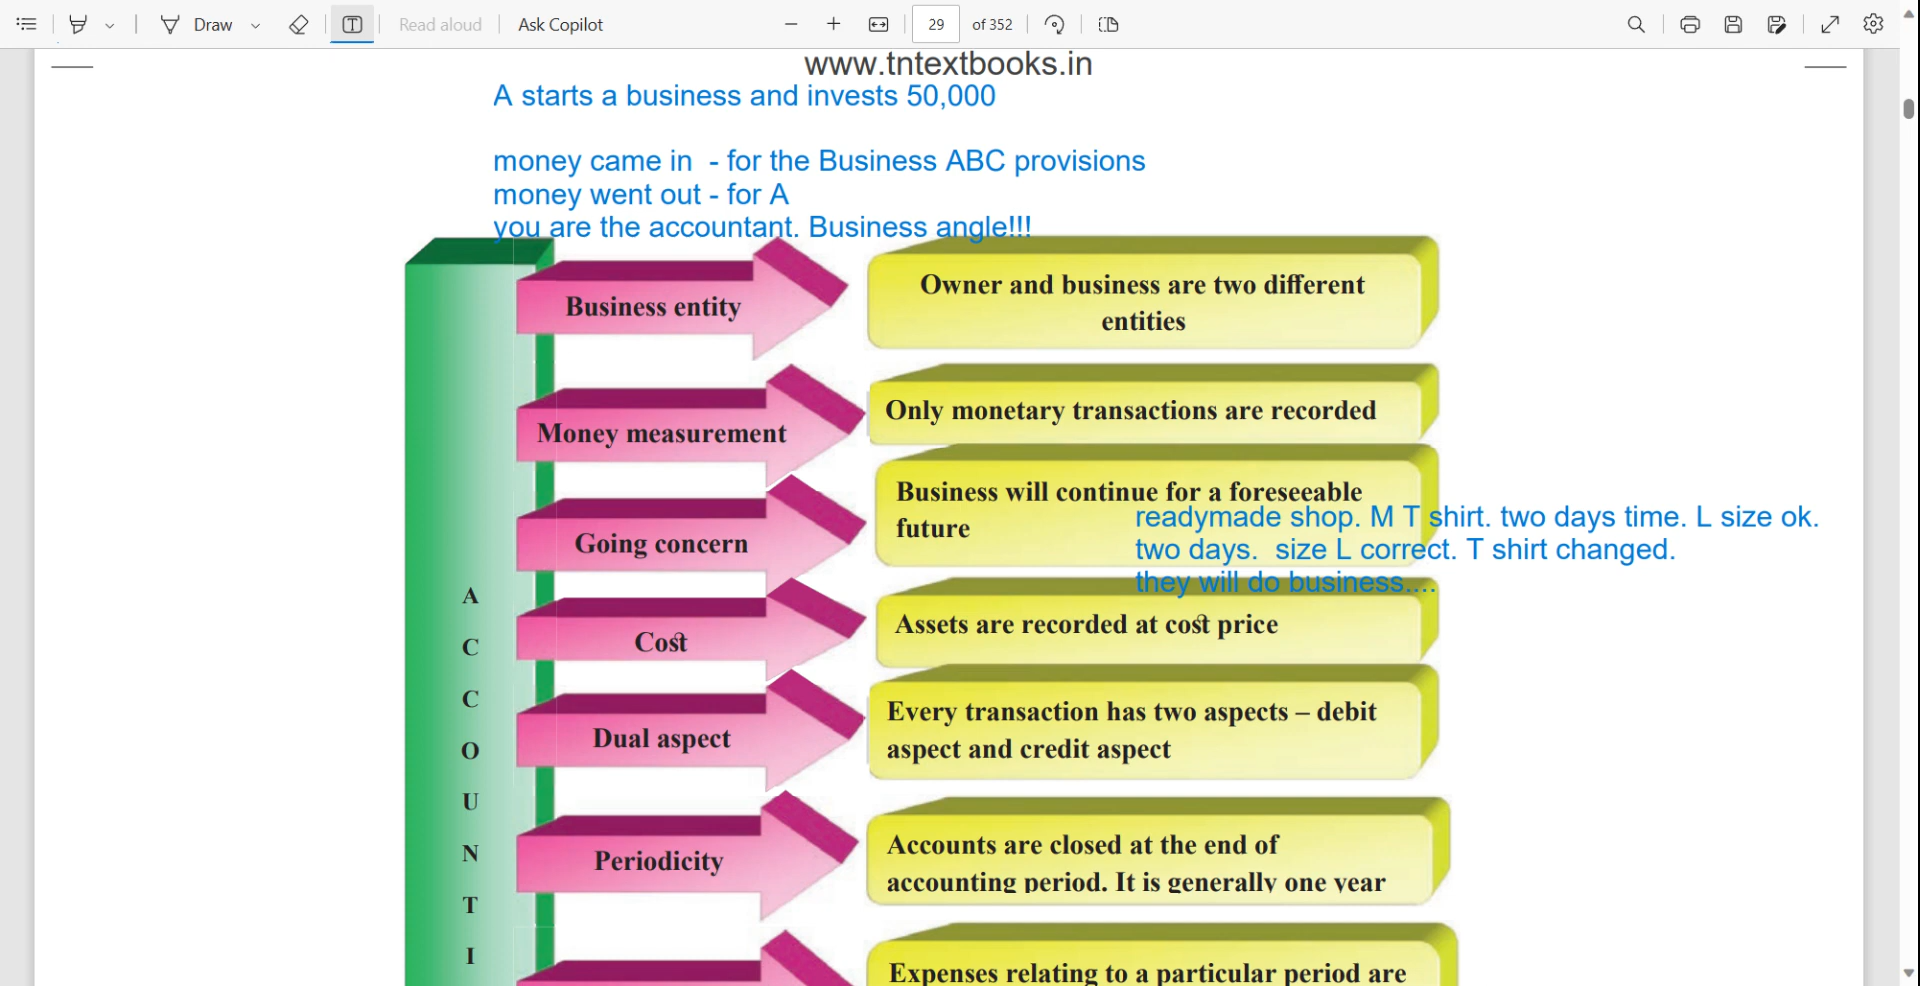 Draw
Read aloud
Ask Copilot
29 of 352
www.tntextbooks.in
A starts a business and invests 50,000
money came in - for the Business ABC provisions
money went out - for A
you are the accountant. Business angle!!!
Business entity
Owner and business are two different
entities
Money measurement
Only monetary transactions are recorded
Going concern
Business will continue for a foreseeable
future
readymade shop. M T shirt. two days time. L size ok.
two days. size L correct. T shirt changed.
they will do business....
Cost
Assets are recorded at cost price
Dual aspect
Every transaction has two aspects – debit
aspect and credit aspect
Periodicity
Accounts are closed at the end of
accounting period. It is generally one year
Expenses relating to a particular period are
A
C
C
O
U
N
T
I